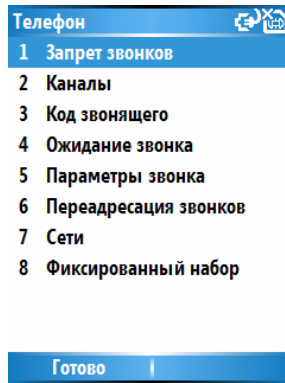 Телефон
1 Запрет звонков
2 Каналы
3 Код звонящего
4 Ожидание звонка
5 Параметры звонка
6 Переадресация звонков
7 Сети
8 Фиксированный набор
Готово